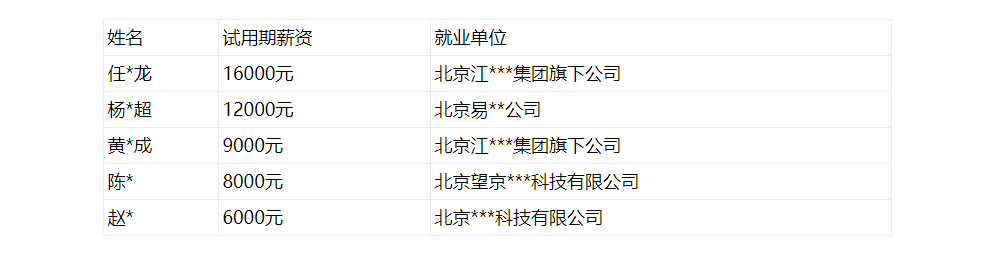 姓名 试用期薪资 就业单位
任*龙 16000元 北京江***集团旗下公司
杨*超 12000元 北京易**公司
黄*成 9000元 北京江***集团旗下公司
陈* 8000元 北京望京***科技有限公司
赵* 6000元 北京***科技有限公司